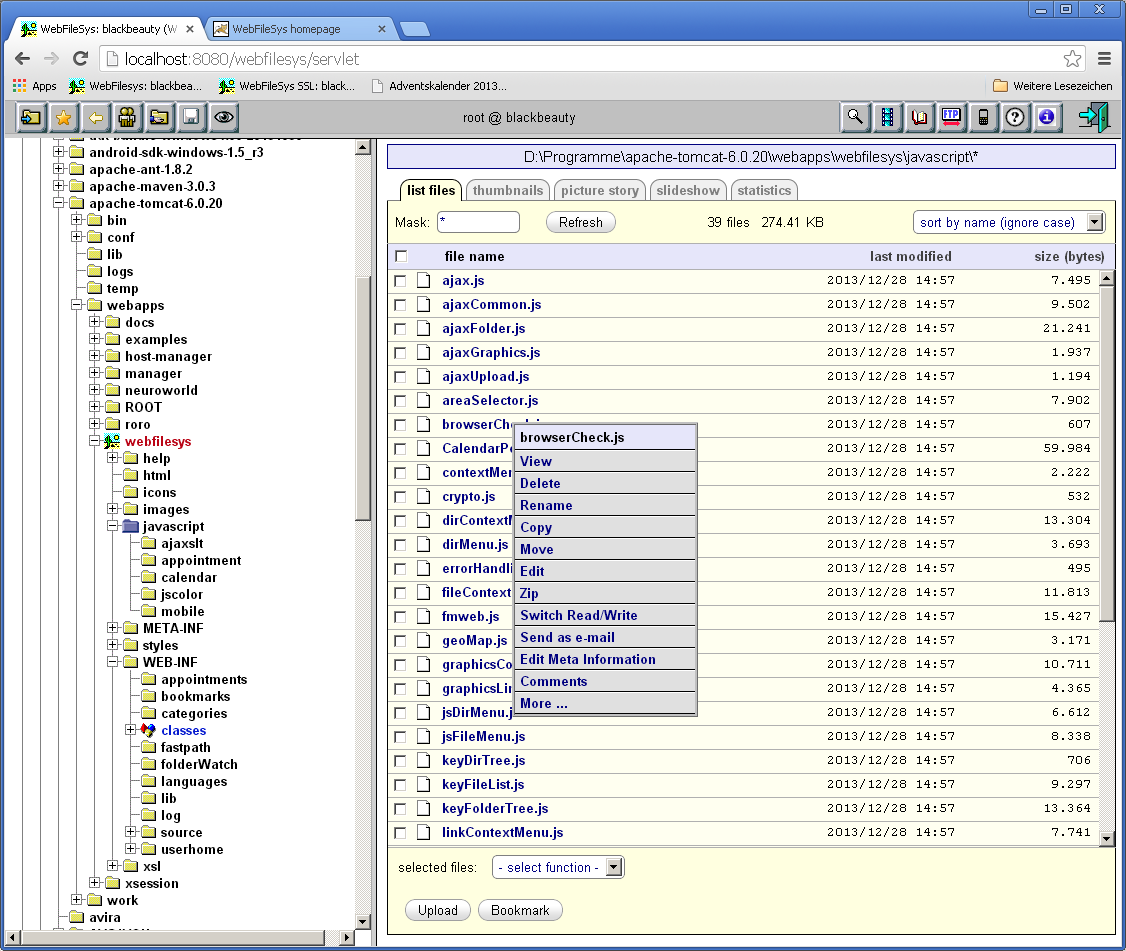 WebFileSys: blackbeauty (W
WebFileSys homepage
localhost:8080/webfilesys/servlet
Apps
WebFilesys: blackbea...
WebFileSys SSL: black...
Adventskalender 2013...
Weitere Lesezeichen
root @ blackbeauty
FTP
android-sdk-windows-1.5_r3
apache-ant-1.8.2
apache-maven-3.0.3
apache-tomcat-6.0.20
bin
conf
lib
logs
temp
webapps
docs
examples
host-manager
manager
neuroworld
ROOT
roro
webfilesys
help
html
icons
images
javascript
ajaxslt
appointment
calendar
jscolor
mobile
META-INF
styles
WEB-INF
appointments
bookmarks
categories
classes
fastpath
folderWatch
languages
lib
log
source
userhome
xsl
xsession
work
avira
D:\Programme\apache-tomcat-6.0.20\webapps\webfilesys\javascript\*
list files thumbnails picture story slideshow statistics
Mask: * Refresh 39 files 274.41 KB sort by name (ignore case)
file name last modified size (bytes)
ajax.js 2013/12/28 14:57 7.495
ajaxCommon.js 2013/12/28 14:57 9.502
ajaxFolder.js 2013/12/28 14:57 21.241
ajaxGraphics.js 2013/12/28 14:57 1.937
ajaxUpload.js 2013/12/28 14:57 1.194
areaSelector.js 2013/12/28 14:57 7.902
browserCh 2013/12/28 14:57 607
CalendarPo 2013/12/28 14:57 59.984
contextMer 2013/12/28 14:57 2.222
crypto.js 2013/12/28 14:57 532
dirContextM 2013/12/28 14:57 13.304
dirMenu.js 2013/12/28 14:57 3.693
errorHandli 2013/12/28 14:57 495
fileContext 2013/12/28 14:57 11.813
fmweb.js 2013/12/28 14:57 15.427
geoMap.js 2013/12/28 14:57 3.171
graphicsCo 2013/12/28 14:57 10.711
graphicsLin 2013/12/28 14:57 4.365
jsDirMenu.j 2013/12/28 14:57 6.612
jsFileMenu.js 2013/12/28 14:57 8.338
keyDirTree.js 2013/12/28 14:57 706
keyFileList.js 2013/12/28 14:57 9.297
keyFolderTree.js 2013/12/28 14:57 13.364
linkContextMenu.js 2013/12/28 14:57 7.741
browserCheck.js
View
Delete
Rename
Copy
Move
Edit
Zip
Switch Read/Write
Send as e-mail
Edit Meta Information
Comments
More ...
selected files: - select function -
Upload Bookmark